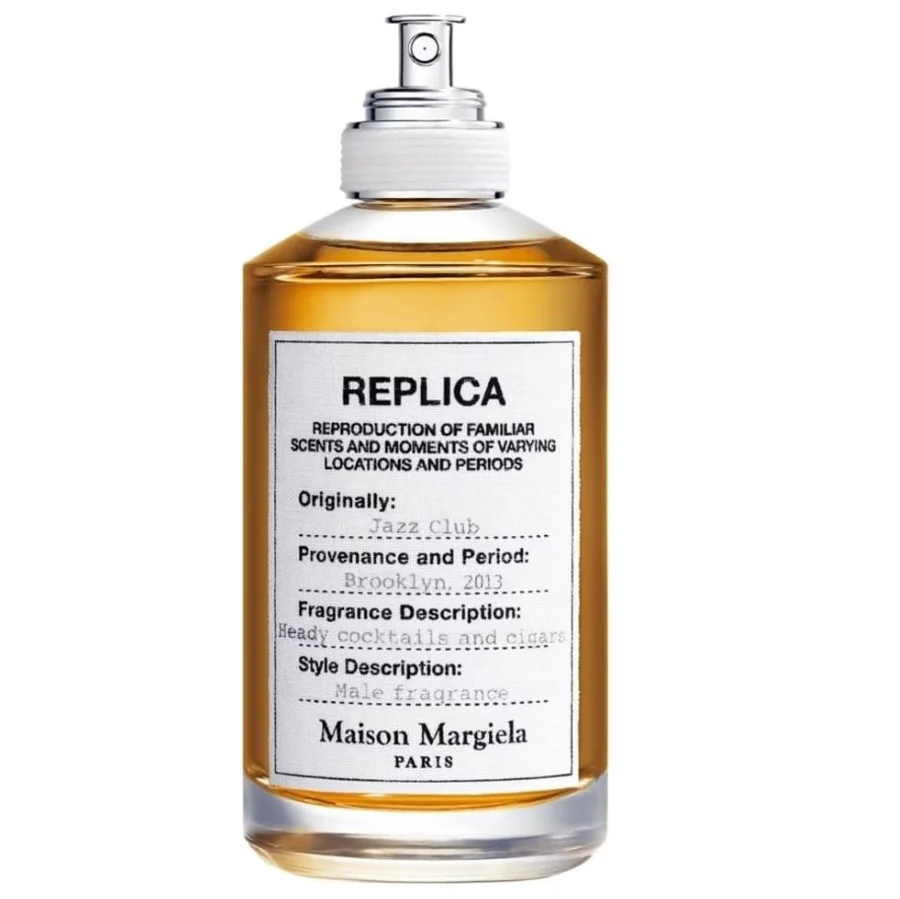 REPLICA
REPRODUCTION OF FAMILIAR
SCENTS AND MOMENTS OF VARYING
LOCATIONS AND PERIODS
Originally:
Jazz Club
Provenance and Period:
Brooklyn, 2013
Fragrance Description:
Heady cocktails and cigars
Style Description:
Male fragrance
Maison Margiela
PARIS